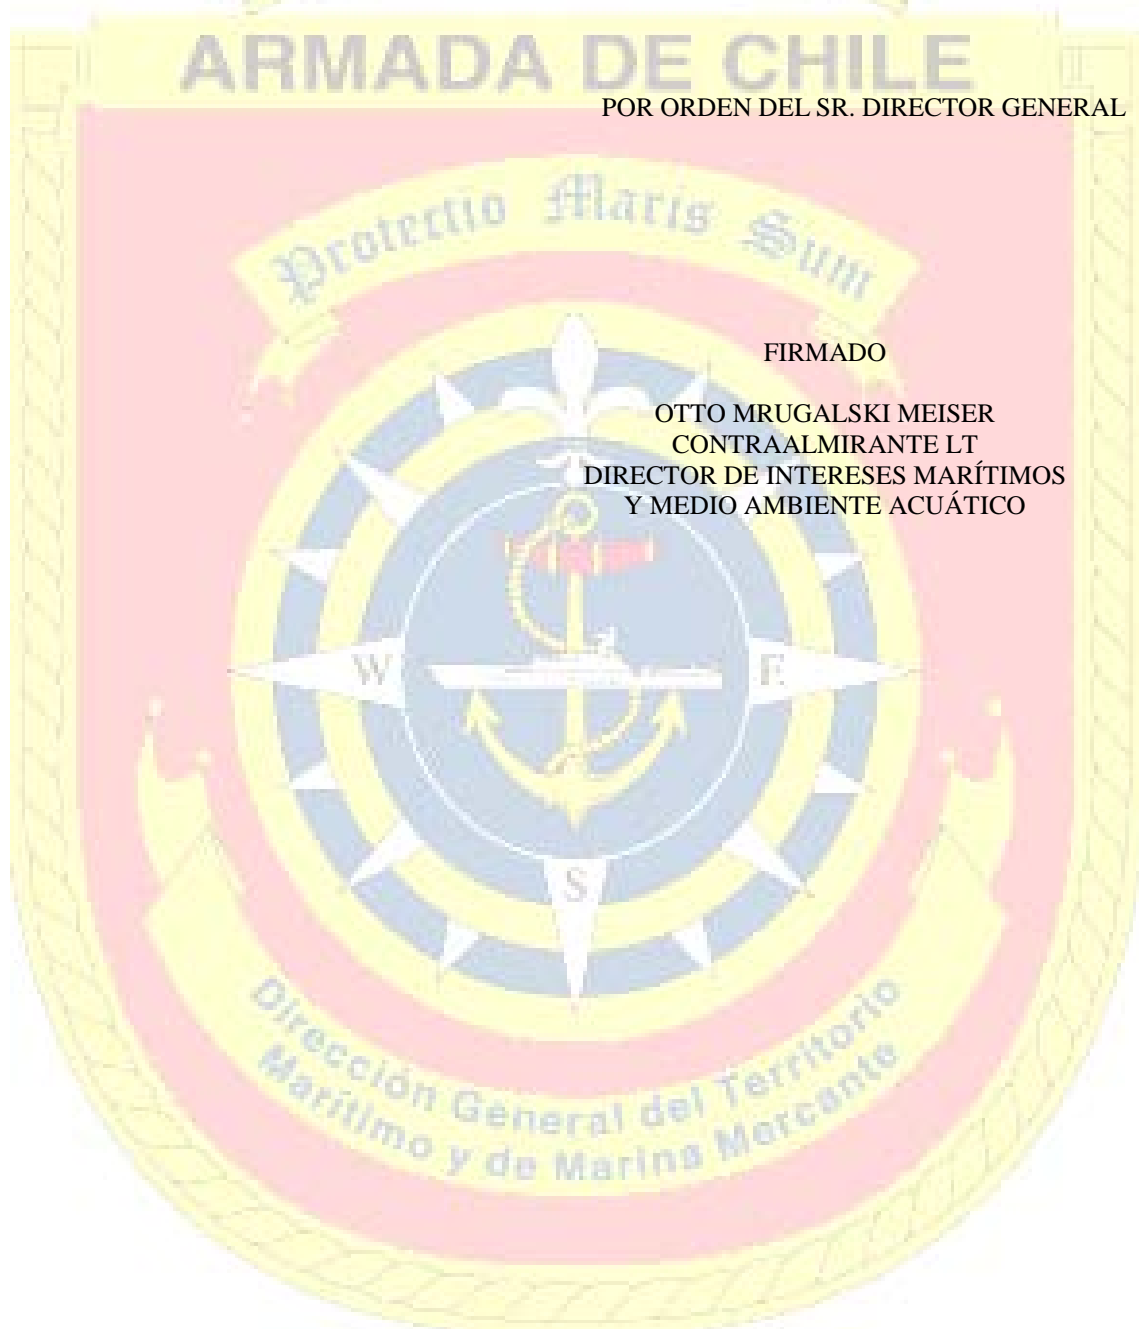 ARMADA DE CHILE
POR ORDEN DEL SR. DIRECTOR GENERAL
Protectio Maris Sum
FIRMADO
OTTO MRUGALSKI MEISER
CONTRAALMIRANTE LT
DIRECTOR DE INTERESES MARÍTIMOS
Y MEDIO AMBIENTE ACUÁTICO
W
E
S
Dirección General del Territorio
Marítimo y de Marina Mercante